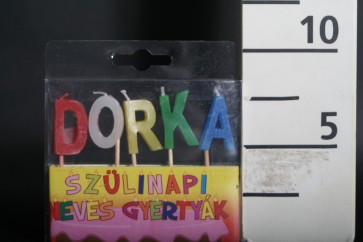 10
5
DORKA
SZÜLINAPI
NEVES GYERTYÁK